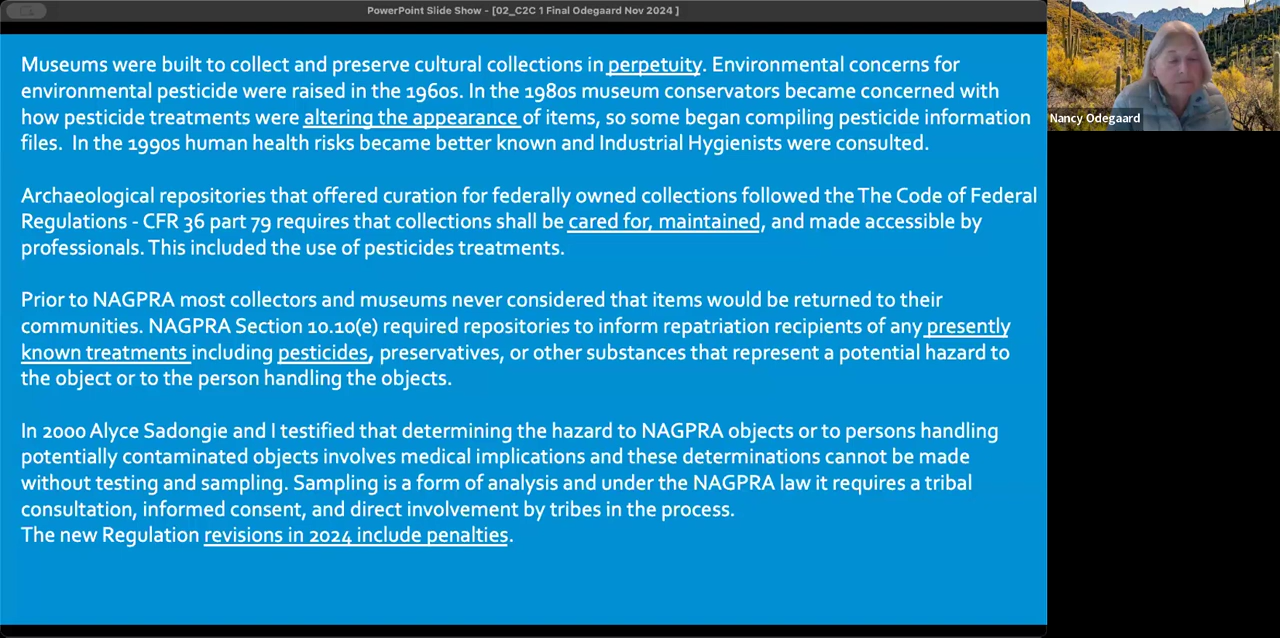 PowerPoint Slide Show - [02_C2C 1 Final Odegaard Nov 2024 ]
Museums were built to collect and preserve cultural collections in perpetuity. Environmental concerns for
environmental pesticide were raised in the 1960s. In the 1980s museum conservators became concerned with
how pesticide treatments were altering the appearance of items, so some began compiling pesticide information
files. In the 1990s human health risks became better known and Industrial Hygienists were consulted.
Archaeological repositories that offered curation for federally owned collections followed the The Code of Federal
Regulations - CFR 36 part 79 requires that collections shall be cared for, maintained, and made accessible by
professionals. This included the use of pesticides treatments.
Prior to NAGPRA most collectors and museums never considered that items would be returned to their
communities. NAGPRA Section 10.10(e) required repositories to inform repatriation recipients of any presently
known treatments including pesticides, preservatives, or other substances that represent a potential hazard to
the object or to the person handling the objects.
In 2000 Alyce Sadongie and I testified that determining the hazard to NAGPRA objects or to persons handling
potentially contaminated objects involves medical implications and these determinations cannot be made
without testing and sampling. Sampling is a form of analysis and under the NAGPRA law it requires a tribal
consultation, informed consent, and direct involvement by tribes in the process.
The new Regulation revisions in 2024 include penalties.
Nancy Odegaard